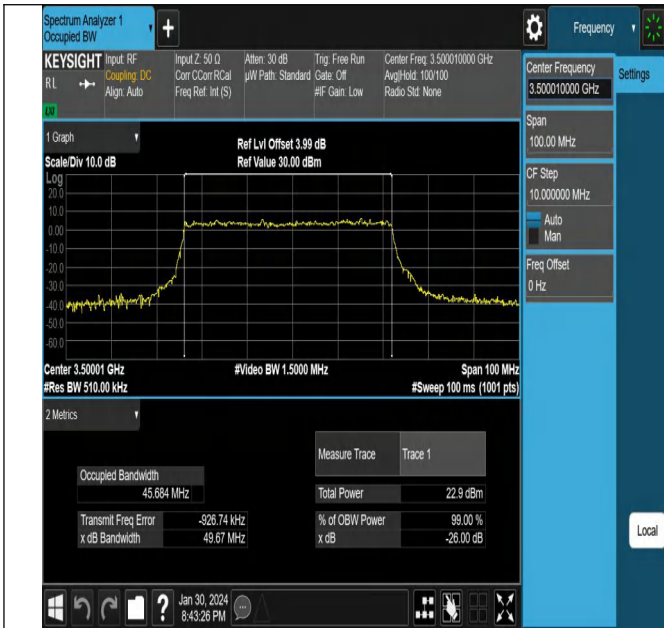 Spectrum Analyzer 1
Occupied BW
Frequency
KEYSIGHT
RL
LXI
Input: RF
Coupling: DC
Align: Auto
Input Z: 50 Ω
Corr CCorr RCal
Freq Ref: Int (S)
Atten: 30 dB
µW Path: Standard
Trig: Free Run
Gate: Off
#IF Gain: Low
Center Freq: 3.500010000 GHz
Avg|Hold: 100/100
Radio Std: None
Center Frequency
3.500010000 GHz
Settings
Span
100.00 MHz
CF Step
10.000000 MHz
Auto
Man
Freq Offset
0 Hz
Local
1 Graph
Scale/Div 10.0 dB
Ref Lvl Offset 3.99 dB
Ref Value 30.00 dBm
Log
20.0
10.0
0.00
-10.0
-20.0
-30.0
-40.0
-50.0
-60.0
Center 3.50001 GHz
#Res BW 510.00 kHz
#Video BW 1.5000 MHz
Span 100 MHz
#Sweep 100 ms (1001 pts)
2 Metrics
Measure Trace Trace 1
Occupied Bandwidth
45.684 MHz
Total Power 22.9 dBm
Transmit Freq Error -926.74 kHz
% of OBW Power 99.00 %
x dB Bandwidth 49.67 MHz
x dB -26.00 dB
?
Jan 30, 2024
8:43:26 PM